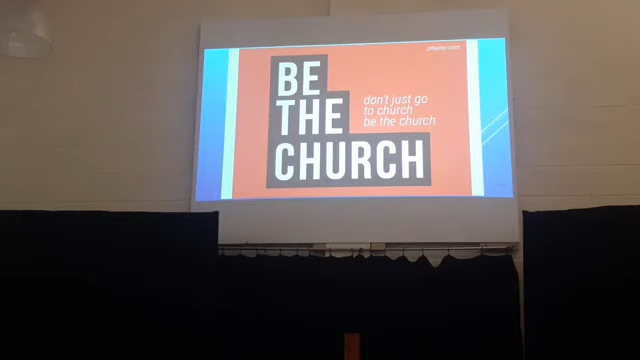 BE
THE
CHURCH
don't just go
to church
be the church